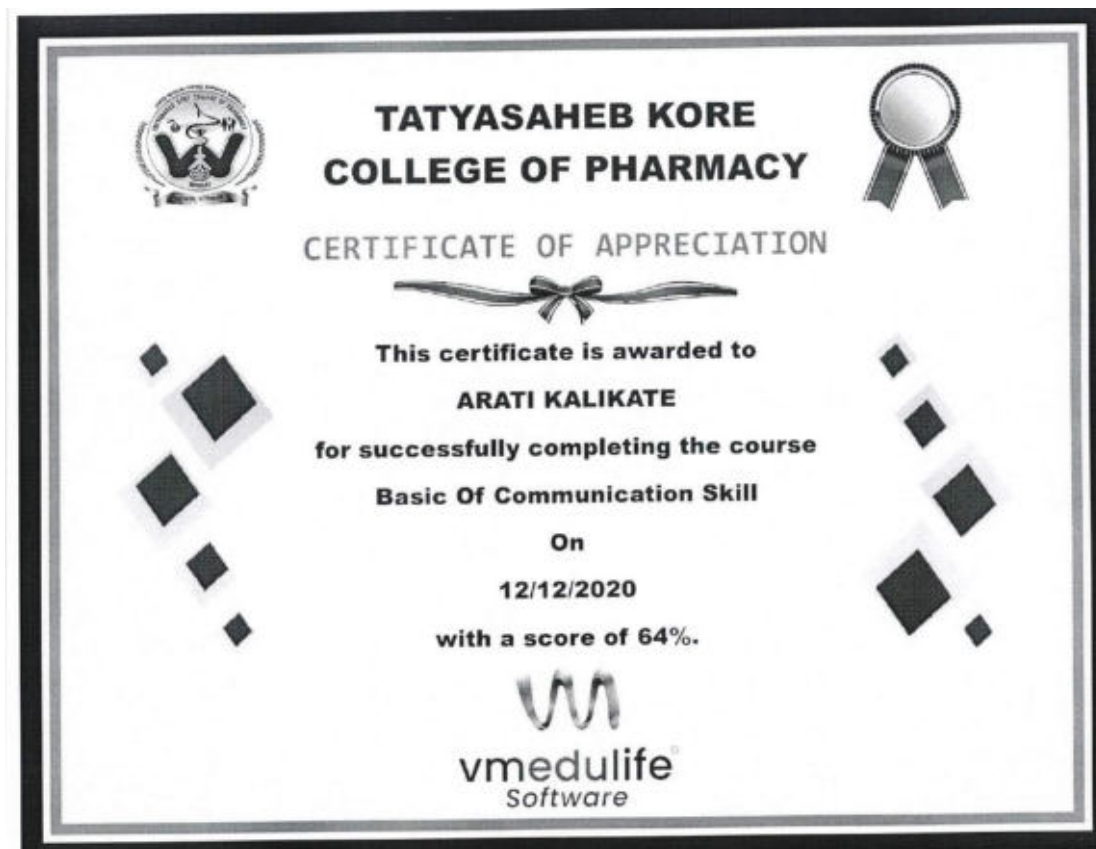 TATYASAHEB KORE
COLLEGE OF PHARMACY
CERTIFICATE OF APPRECIATION
This certificate is awarded to
ARATI KALIKATE
for successfully completing the course
Basic Of Communication Skill
On
12/12/2020
with a score of 64%.
vmedulife
Software